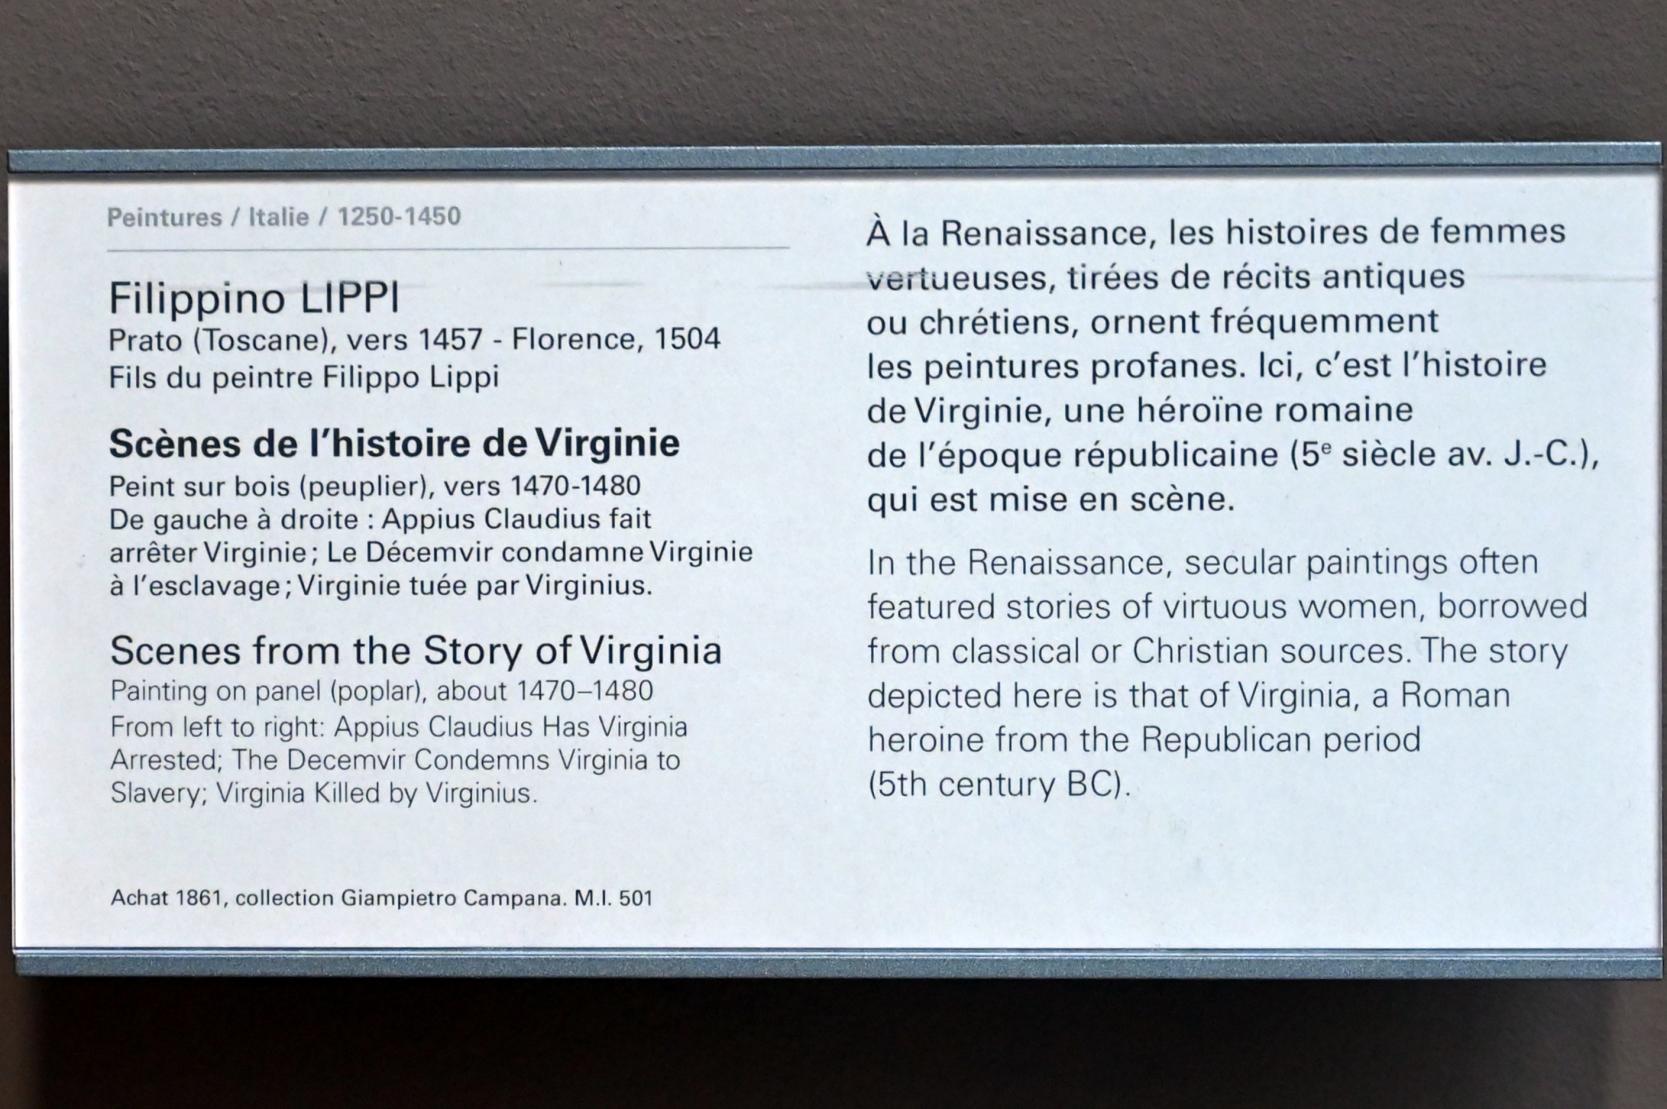 Peintures / Italie / 1250-1450
Filippino LIPPI
Prato (Toscane), vers 1457 - Florence, 1504
Fils du peintre Filippo Lippi
Scènes de l'histoire de Virginie
Peint sur bois (peuplier), vers 1470-1480
De gauche à droite : Appius Claudius fait
arrêter Virginie; Le Décemvir condamne Virginie
à l'esclavage; Virginie tuée par Virginius.
Scenes from the Story of Virginia
Painting on panel (poplar), about 1470–1480
From left to right: Appius Claudius Has Virginia
Arrested; The Decemvir Condemns Virginia to
Slavery; Virginia Killed by Virginius.
Achat 1861, collection Giampietro Campana. M.I. 501
À la Renaissance, les histoires de femmes
vertueuses, tirées de récits antiques
ou chrétiens, ornent fréquemment
les peintures profanes. Ici, c'est l'histoire
de Virginie, une héroïne romaine
de l'époque républicaine (5e siècle av. J.-C.),
qui est mise en scène.
In the Renaissance, secular paintings often
featured stories of virtuous women, borrowed
from classical or Christian sources. The story
depicted here is that of Virginia, a Roman
heroine from the Republican period
(5th century BC).